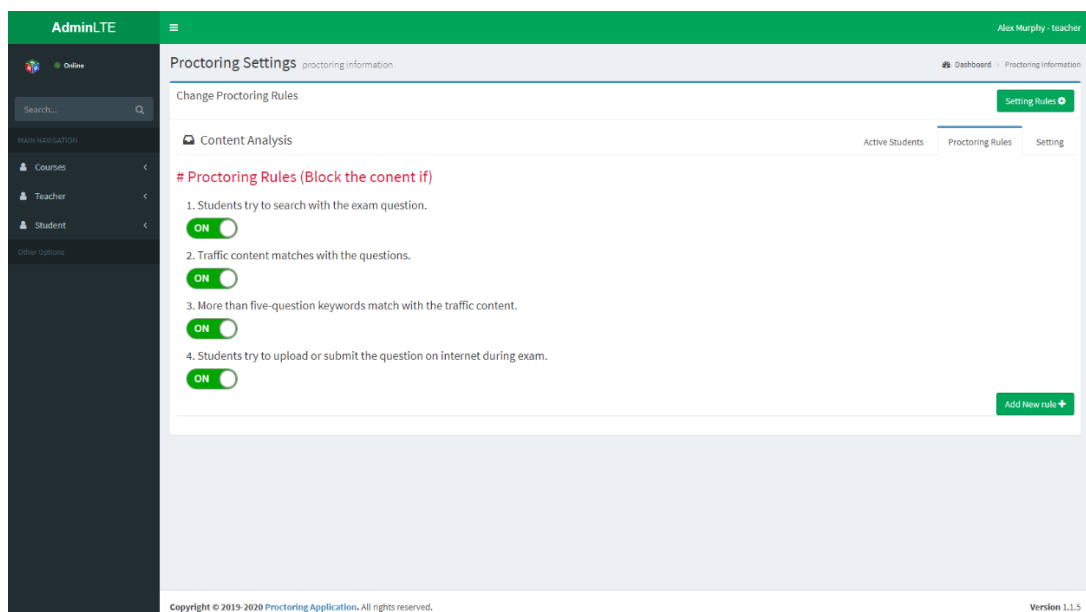 AdminLTE
Alex Murphy - teacher
Online
Proctoring Settings proctoring information
Dashboard > Proctoring Information
Search...
Change Proctoring Rules
Setting Rules
MAIN NAVIGATION
Content Analysis
Active Students
Proctoring Rules
Setting
Courses
Teacher
Student
Other Options
# Proctoring Rules (Block the conent if)
1. Students try to search with the exam question.
ON
2. Traffic content matches with the questions.
ON
3. More than five-question keywords match with the traffic content.
ON
4. Students try to upload or submit the question on internet during exam.
ON
Add New rule +
Copyright © 2019-2020 Proctoring Application. All rights reserved.
Version 1.1.5